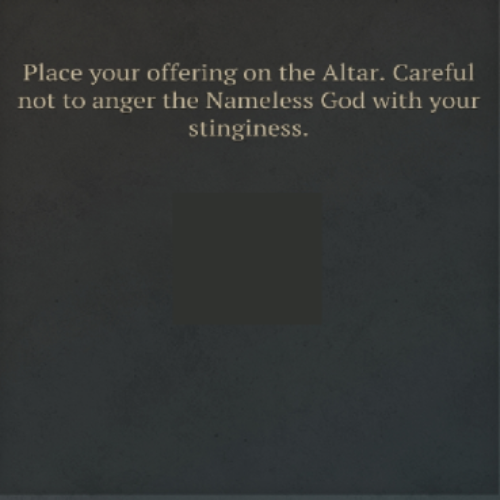 Place your offering on the Altar. Careful
not to anger the Nameless God with your
stinginess.